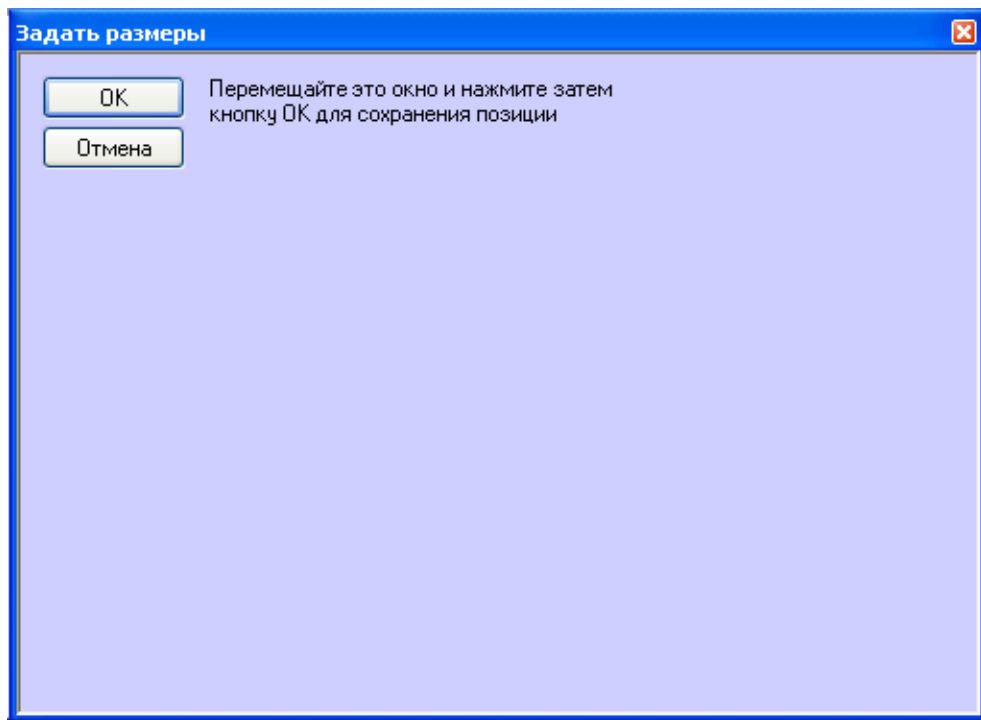 Задать размеры
OK
Перемещайте это окно и нажмите затем
кнопку OK для сохранения позиции
Отмена